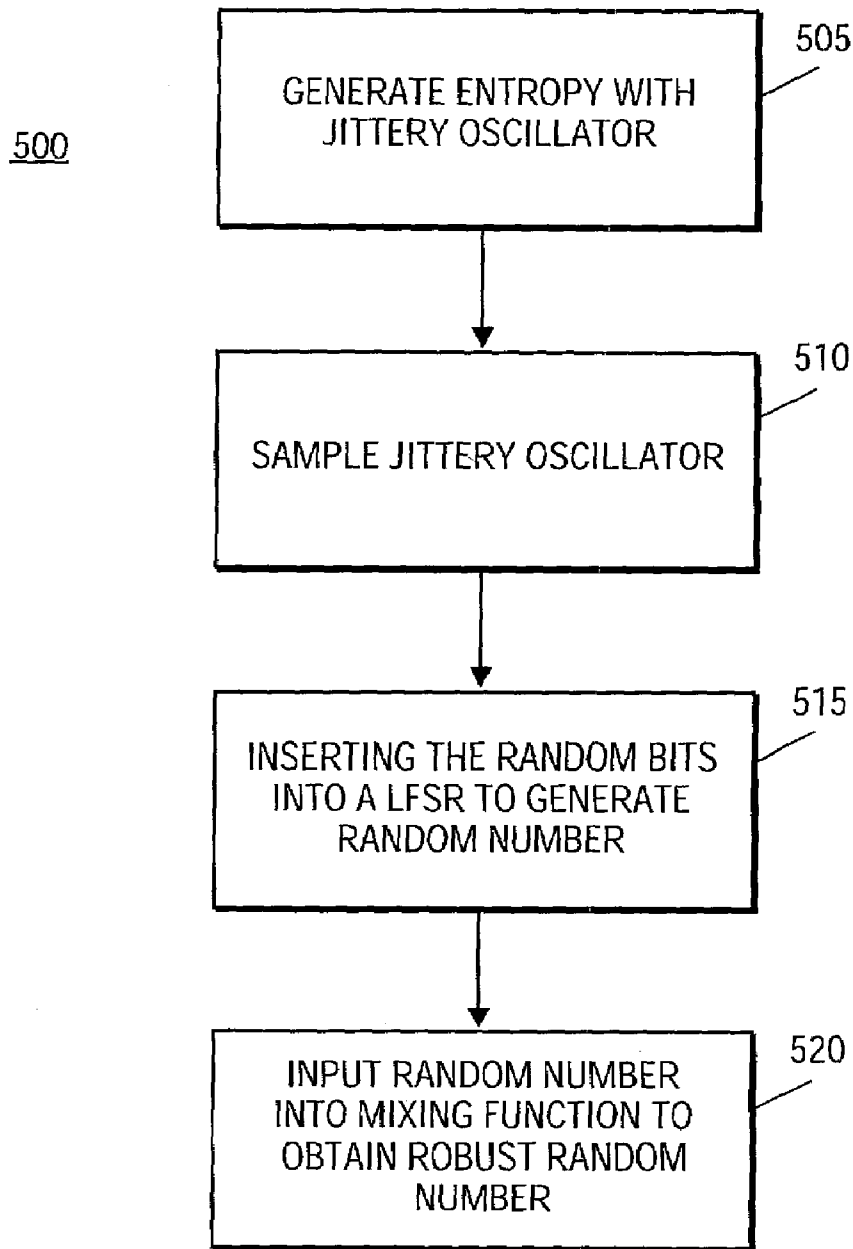 505
GENERATE ENTROPY WITH
JITTERY OSCILLATOR
500
510
SAMPLE JITTERY OSCILLATOR
515
INSERTING THE RANDOM BITS
INTO A LFSR TO GENERATE
RANDOM NUMBER
520
INPUT RANDOM NUMBER
INTO MIXING FUNCTION TO
OBTAIN ROBUST RANDOM
NUMBER